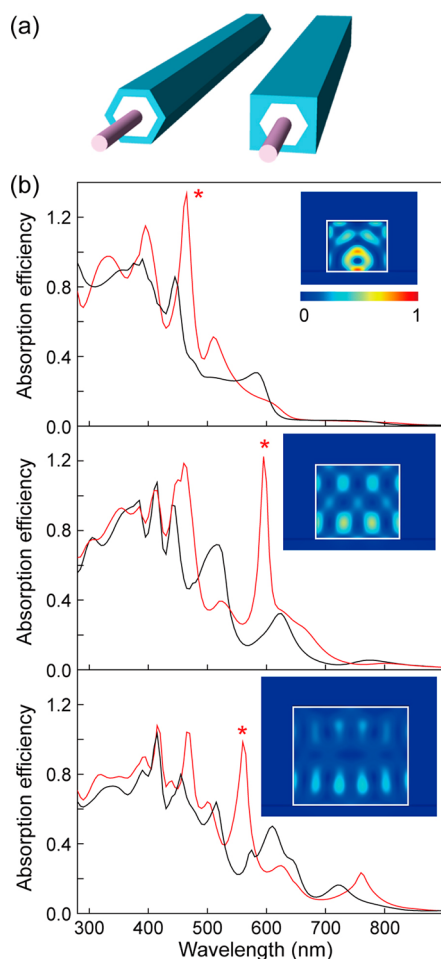 (a)
(b)
*
1.2
0.8
0.4
0.0
Absorption efficiency
0
1
*
1.2
0.8
0.4
0.0
Absorption efficiency
*
1.2
0.8
0.4
0.0
Absorption efficiency
300 400 500 600 700 800
Wavelength (nm)